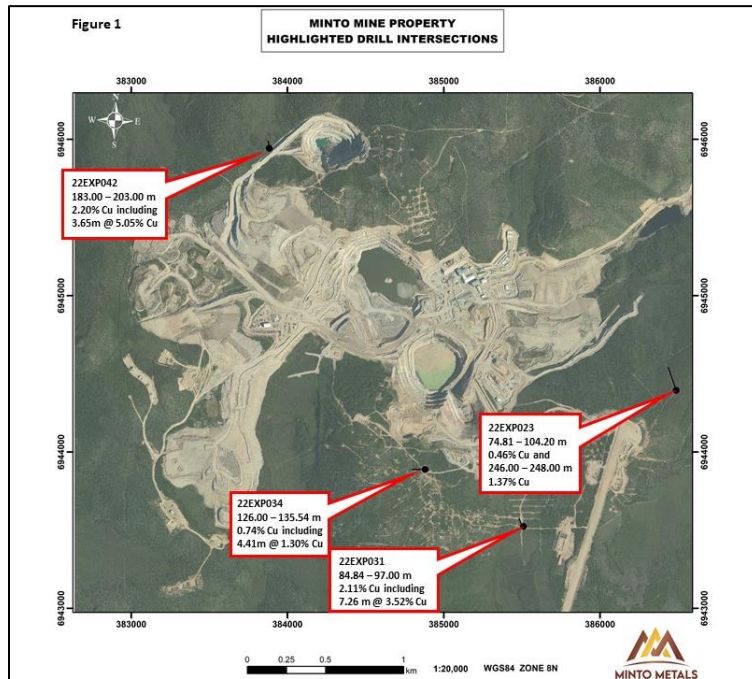 Figure 1
MINTO MINE PROPERTY
HIGHLIGHTED DRILL INTERSECTIONS
383000
384000
385000
386000
N
W
E
S
6946000
6946000
22EXP042
183.00 – 203.00 m
2.20% Cu including
3.65m @ 5.05% Cu
6945000
6945000
22EXP023
74.81 – 104.20 m
0.46% Cu and
246.00 – 248.00 m
1.37% Cu
6944000
6944000
22EXP034
126.00 – 135.54 m
0.74% Cu including
4.41m @ 1.30% Cu
22EXP031
84.84 – 97.00 m
2.11% Cu including
7.26 m @ 3.52% Cu
6943000
6943000
383000
384000
385000
386000
0 0.25 0.5 1
km
1:20,000 WGS84 ZONE 8N
MINTO METALS